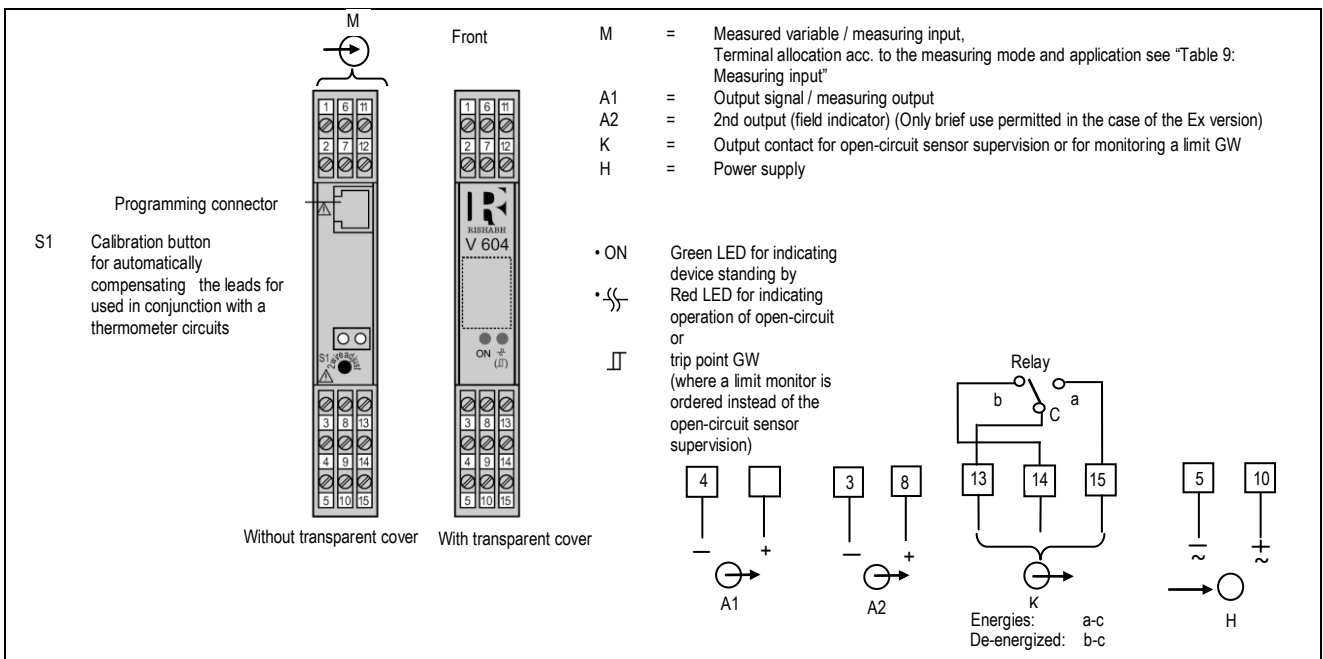 M
Front
M = Measured variable / measuring input,
Terminal allocation acc. to the measuring mode and application see “Table 9:
Measuring input”
A1 = Output signal / measuring output
A2 = 2nd output (field indicator) (Only brief use permitted in the case of the Ex version)
K = Output contact for open-circuit sensor supervision or for monitoring a limit GW
H = Power supply
1 6 11
2 7 12
1 6 11
2 7 12
Programming connector
S1 Calibration button
for automatically
compensating the leads for
used in conjunction with a
thermometer circuits
S1
2wire adjust
3 8 13
4 9 14
5 10 15
Without transparent cover
R
RISHABH
V 604
ON
3 8 13
4 9 14
5 10 15
With transparent cover
• ON Green LED for indicating
device standing by
• Red LED for indicating
operation of open-circuit
or
trip point GW
(where a limit monitor is
ordered instead of the
open-circuit sensor
supervision)
Relay
b a
C
4
– +
A1
3 8
– +
A2
13 14 15
K
Energies: a-c
De-energized: b-c
5 10
– +
~ ~
H